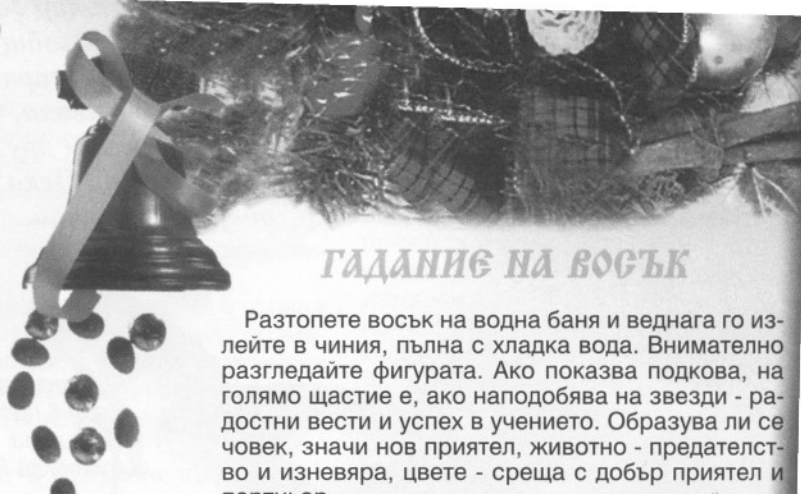 ГАДАНИЕ НА ВОСЪК
Разтопете восък на водна баня и веднага го из-
лейте в чиния, пълна с хладка вода. Внимателно
разгледайте фигурата. Ако показва подкова, на
голямо щастие е, ако наподобява на звезди - ра-
достни вести и успех в учението. Образува ли се
човек, значи нов приятел, животно - предателст-
во и изневяра, цвете - среща с добър приятел и